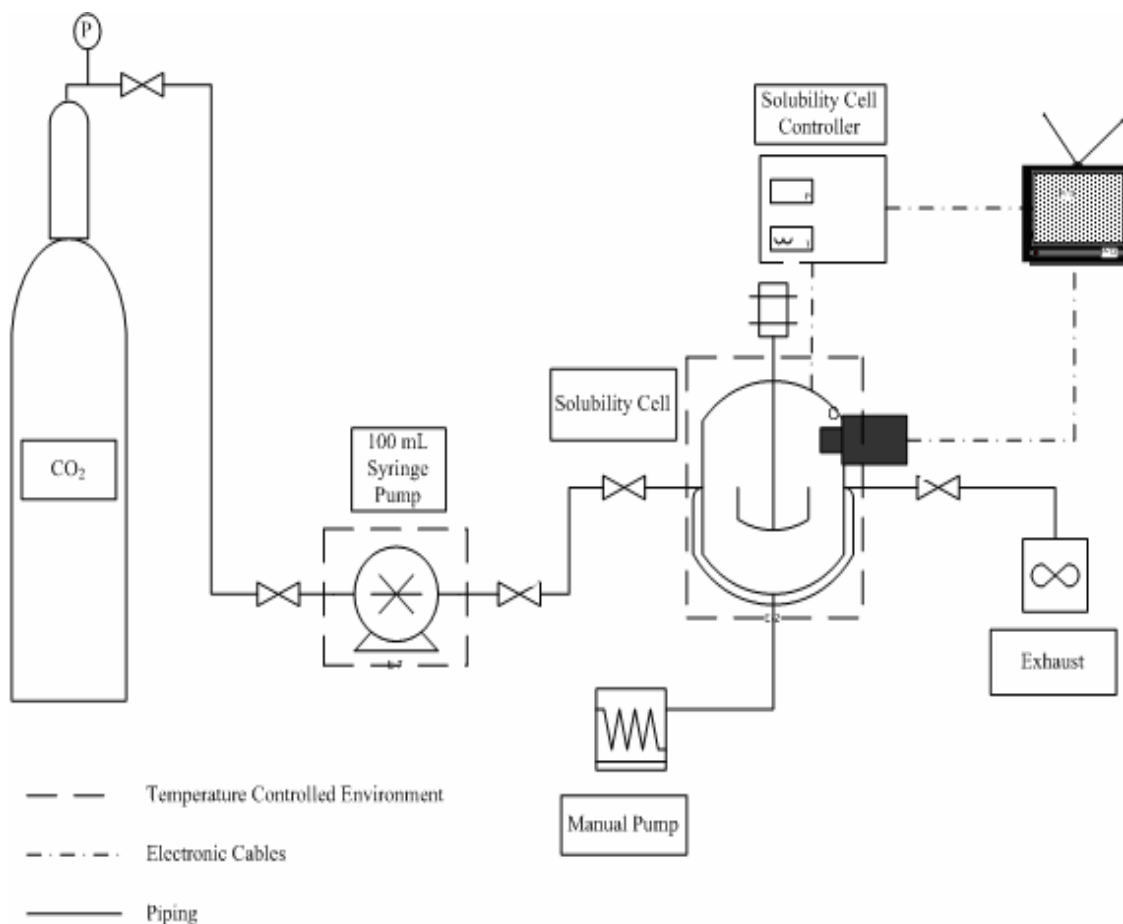 P
Solubility Cell
Controller
Solubility Cell
100 mL
Syringe
Pump
CO₂
Exhaust
Manual Pump
Temperature Controlled Environment
Electronic Cables
Piping